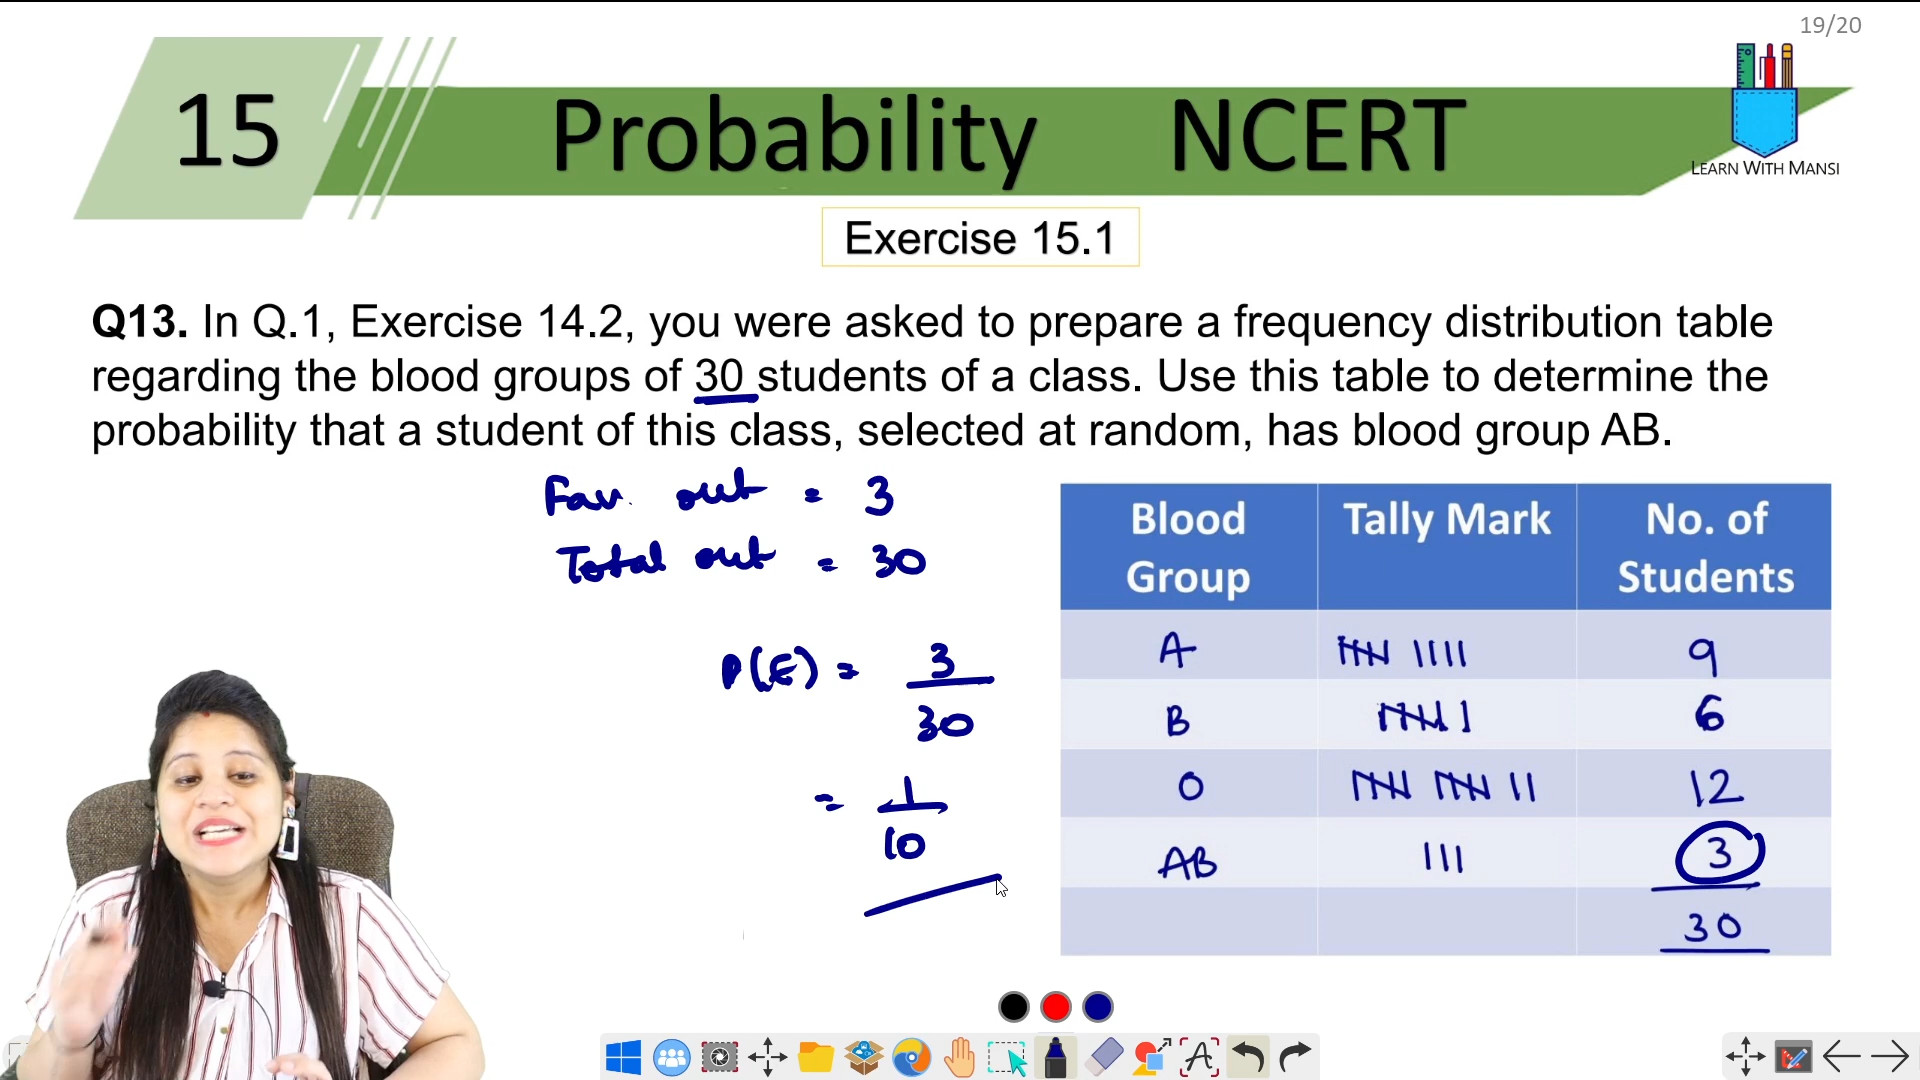 19/20
15 Probability NCERT
LEARN WITH MANSI
Exercise 15.1
Q13. In Q.1, Exercise 14.2, you were asked to prepare a frequency distribution table
regarding the blood groups of 30 students of a class. Use this table to determine the
probability that a student of this class, selected at random, has blood group AB.
Fav. out = 3
Total out = 30
P(E) = 3/30
= 1/10
Blood Group Tally Mark No. of Students
A 9
B 6
O 12
AB 3
30